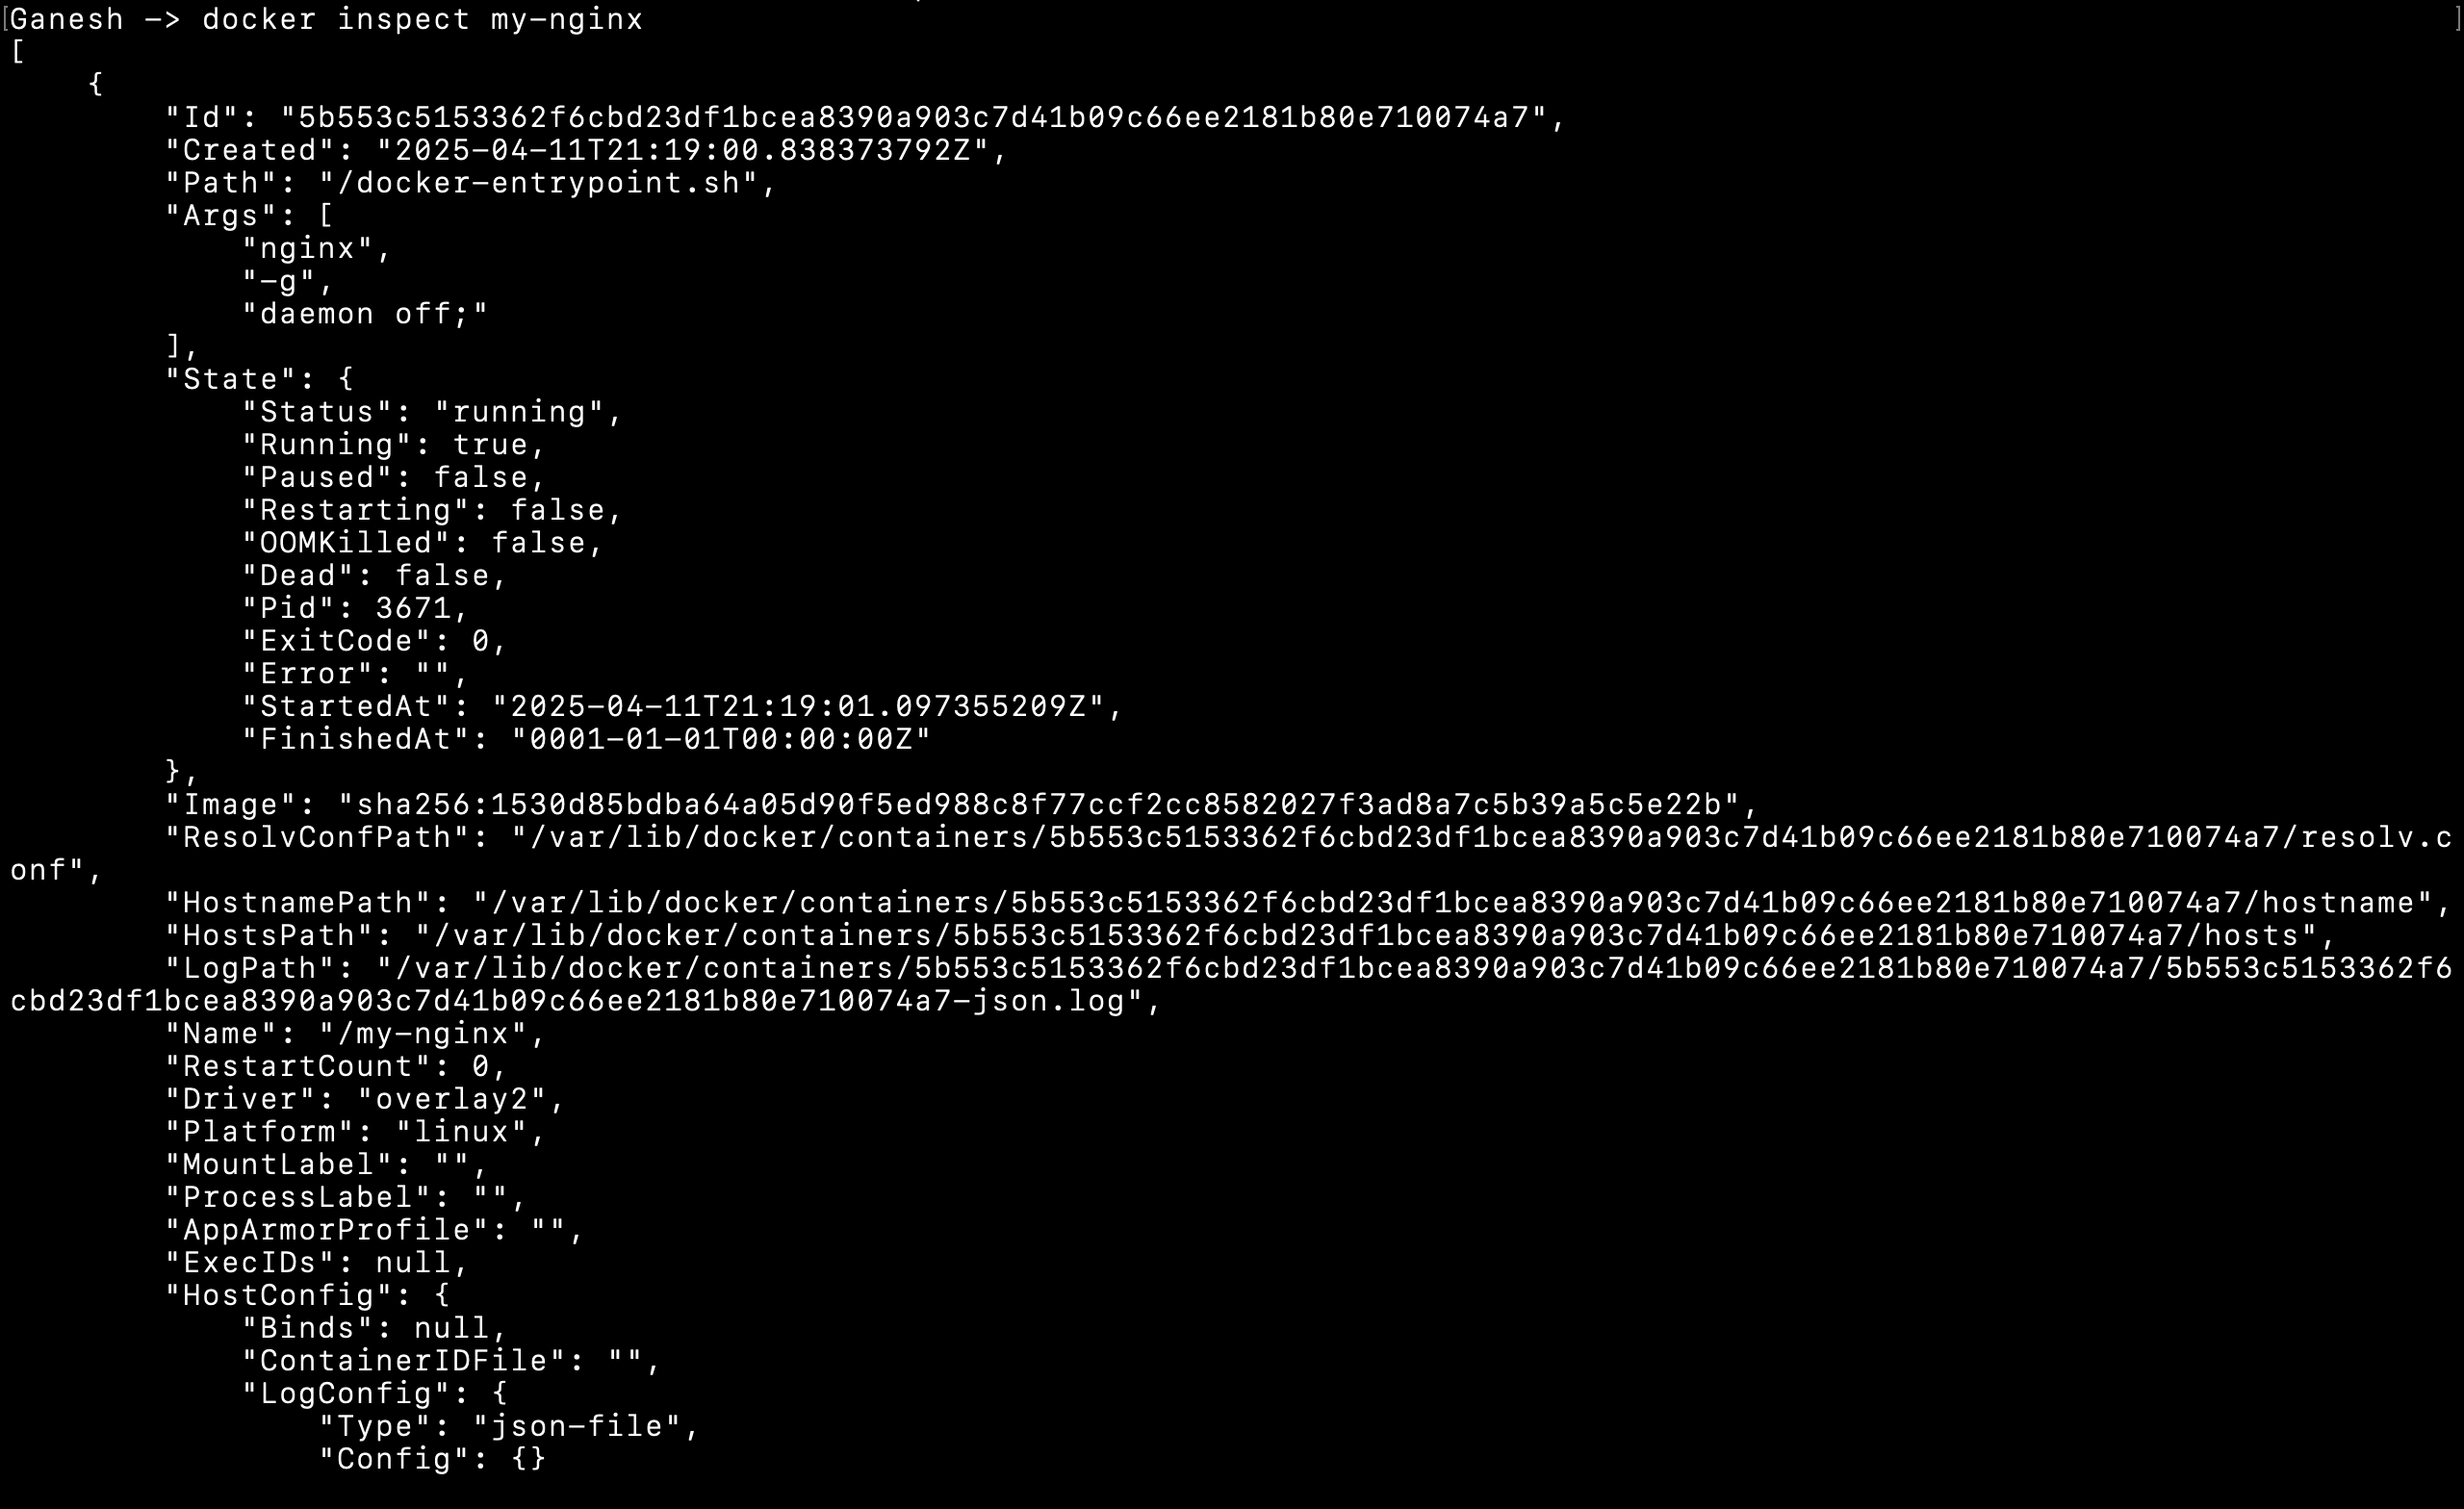 [Ganesh -> docker inspect my-nginx ]
[
    {
        "Id": "5b553c5153362f6cbd23df1bcea8390a903c7d41b09c66ee2181b80e710074a7",
        "Created": "2025-04-11T21:19:00.838373792Z",
        "Path": "/docker-entrypoint.sh",
        "Args": [
            "nginx",
            "-g",
            "daemon off;"
        ],
        "State": {
            "Status": "running",
            "Running": true,
            "Paused": false,
            "Restarting": false,
            "OOMKilled": false,
            "Dead": false,
            "Pid": 3671,
            "ExitCode": 0,
            "Error": "",
            "StartedAt": "2025-04-11T21:19:01.097355209Z",
            "FinishedAt": "0001-01-01T00:00:00Z"
        },
        "Image": "sha256:1530d85bdba64a05d90f5ed988c8f77ccf2cc8582027f3ad8a7c5b39a5c5e22b",
        "ResolvConfPath": "/var/lib/docker/containers/5b553c5153362f6cbd23df1bcea8390a903c7d41b09c66ee2181b80e710074a7/resolv.c
onf",
        "HostnamePath": "/var/lib/docker/containers/5b553c5153362f6cbd23df1bcea8390a903c7d41b09c66ee2181b80e710074a7/hostname",
        "HostsPath": "/var/lib/docker/containers/5b553c5153362f6cbd23df1bcea8390a903c7d41b09c66ee2181b80e710074a7/hosts",
        "LogPath": "/var/lib/docker/containers/5b553c5153362f6cbd23df1bcea8390a903c7d41b09c66ee2181b80e710074a7/5b553c5153362f6
cbd23df1bcea8390a903c7d41b09c66ee2181b80e710074a7-json.log",
        "Name": "/my-nginx",
        "RestartCount": 0,
        "Driver": "overlay2",
        "Platform": "linux",
        "MountLabel": "",
        "ProcessLabel": "",
        "AppArmorProfile": "",
        "ExecIDs": null,
        "HostConfig": {
            "Binds": null,
            "ContainerIDFile": "",
            "LogConfig": {
                "Type": "json-file",
                "Config": {}